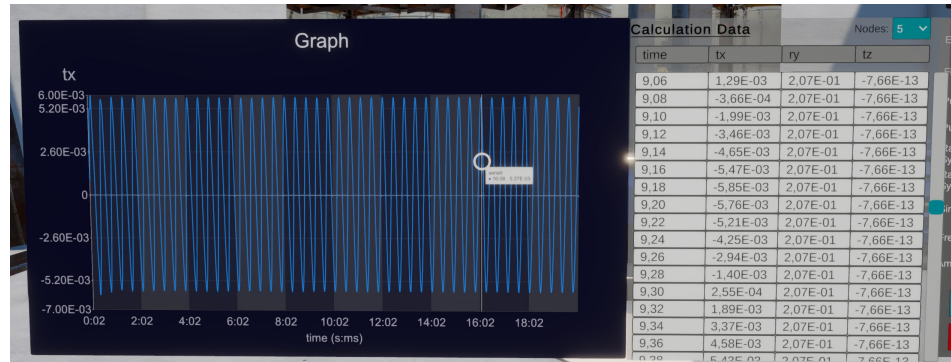 Graph
tx
6.00E-03
5.20E-03
2.60E-03
0
-2.60E-03
-5.20E-03
-7.00E-03
0:02 2:02 4:02 6:02 8:02 10:02 12:02 14:02 16:02 18:02
time (s:ms)
Calculation Data
Nodes: 5
time tx ry tz
9,06 1,29E-03 2,07E-01 -7,66E-13
9,08 -3,66E-04 2,07E-01 -7,66E-13
9,10 -1,99E-03 2,07E-01 -7,66E-13
9,12 -3,46E-03 2,07E-01 -7,66E-13
9,14 -4,65E-03 2,07E-01 -7,66E-13
9,16 -5,47E-03 2,07E-01 -7,66E-13
9,18 -5,85E-03 2,07E-01 -7,66E-13
9,20 -5,76E-03 2,07E-01 -7,66E-13
9,22 -5,21E-03 2,07E-01 -7,66E-13
9,24 -4,25E-03 2,07E-01 -7,66E-13
9,26 -2,94E-03 2,07E-01 -7,66E-13
9,28 -1,40E-03 2,07E-01 -7,66E-13
9,30 2,55E-04 2,07E-01 -7,66E-13
9,32 1,89E-03 2,07E-01 -7,66E-13
9,34 3,37E-03 2,07E-01 -7,66E-13
9,36 4,58E-03 2,07E-01 -7,66E-13
9,38 5,43E-03 2,07E-01 -7,66E-13